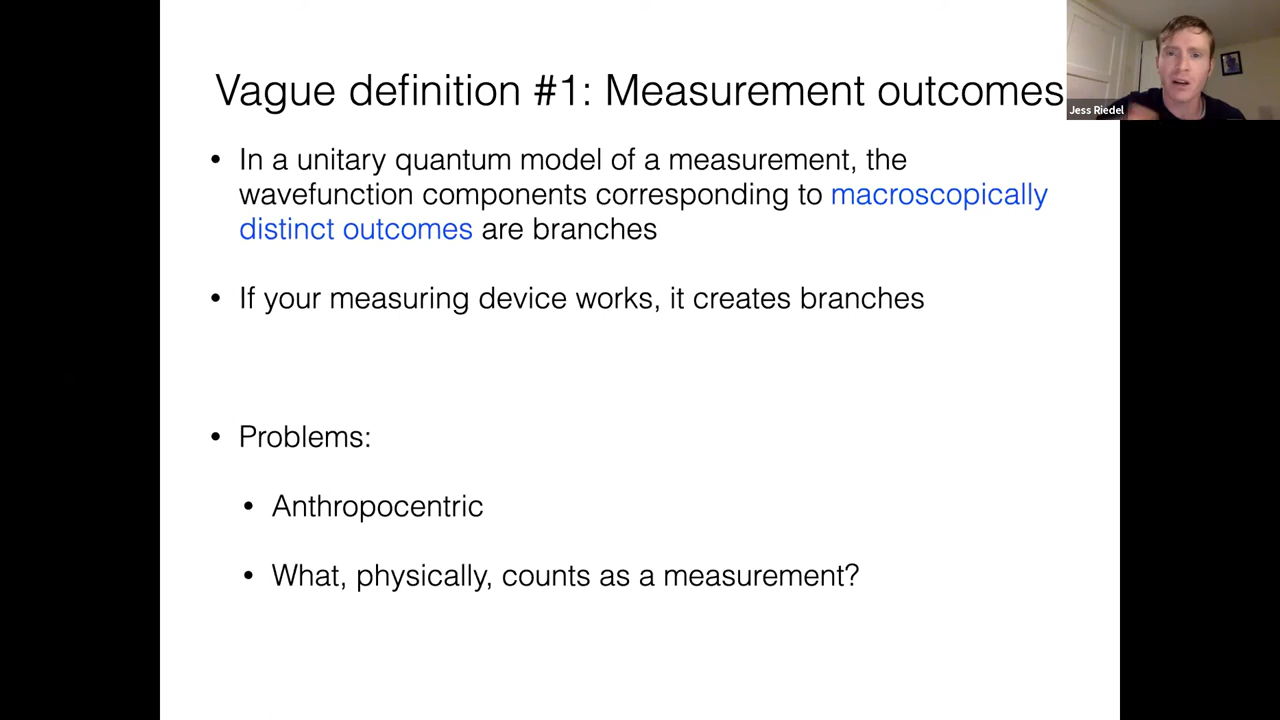 Vague definition #1: Measurement outcomes
Jess Riedel
• In a unitary quantum model of a measurement, the
wavefunction components corresponding to macroscopically
distinct outcomes are branches
• If your measuring device works, it creates branches
• Problems:
• Anthropocentric
• What, physically, counts as a measurement?